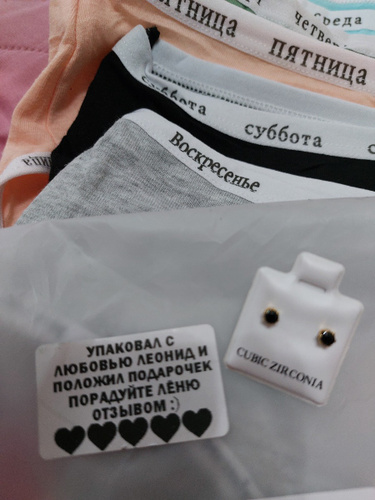 среда
четверг
пятница
пятница
суббота
суббота
Воскресенье
CUBIC ZIRCONIA
УПАКОВАЛ С
ЛЮБОВЬЮ ЛЕОНИД И
ПОЛОЖИЛ ПОДАРОЧЕК
ПОРАДУЙТЕ ЛЁНЮ
ОТЗЫВОМ :)